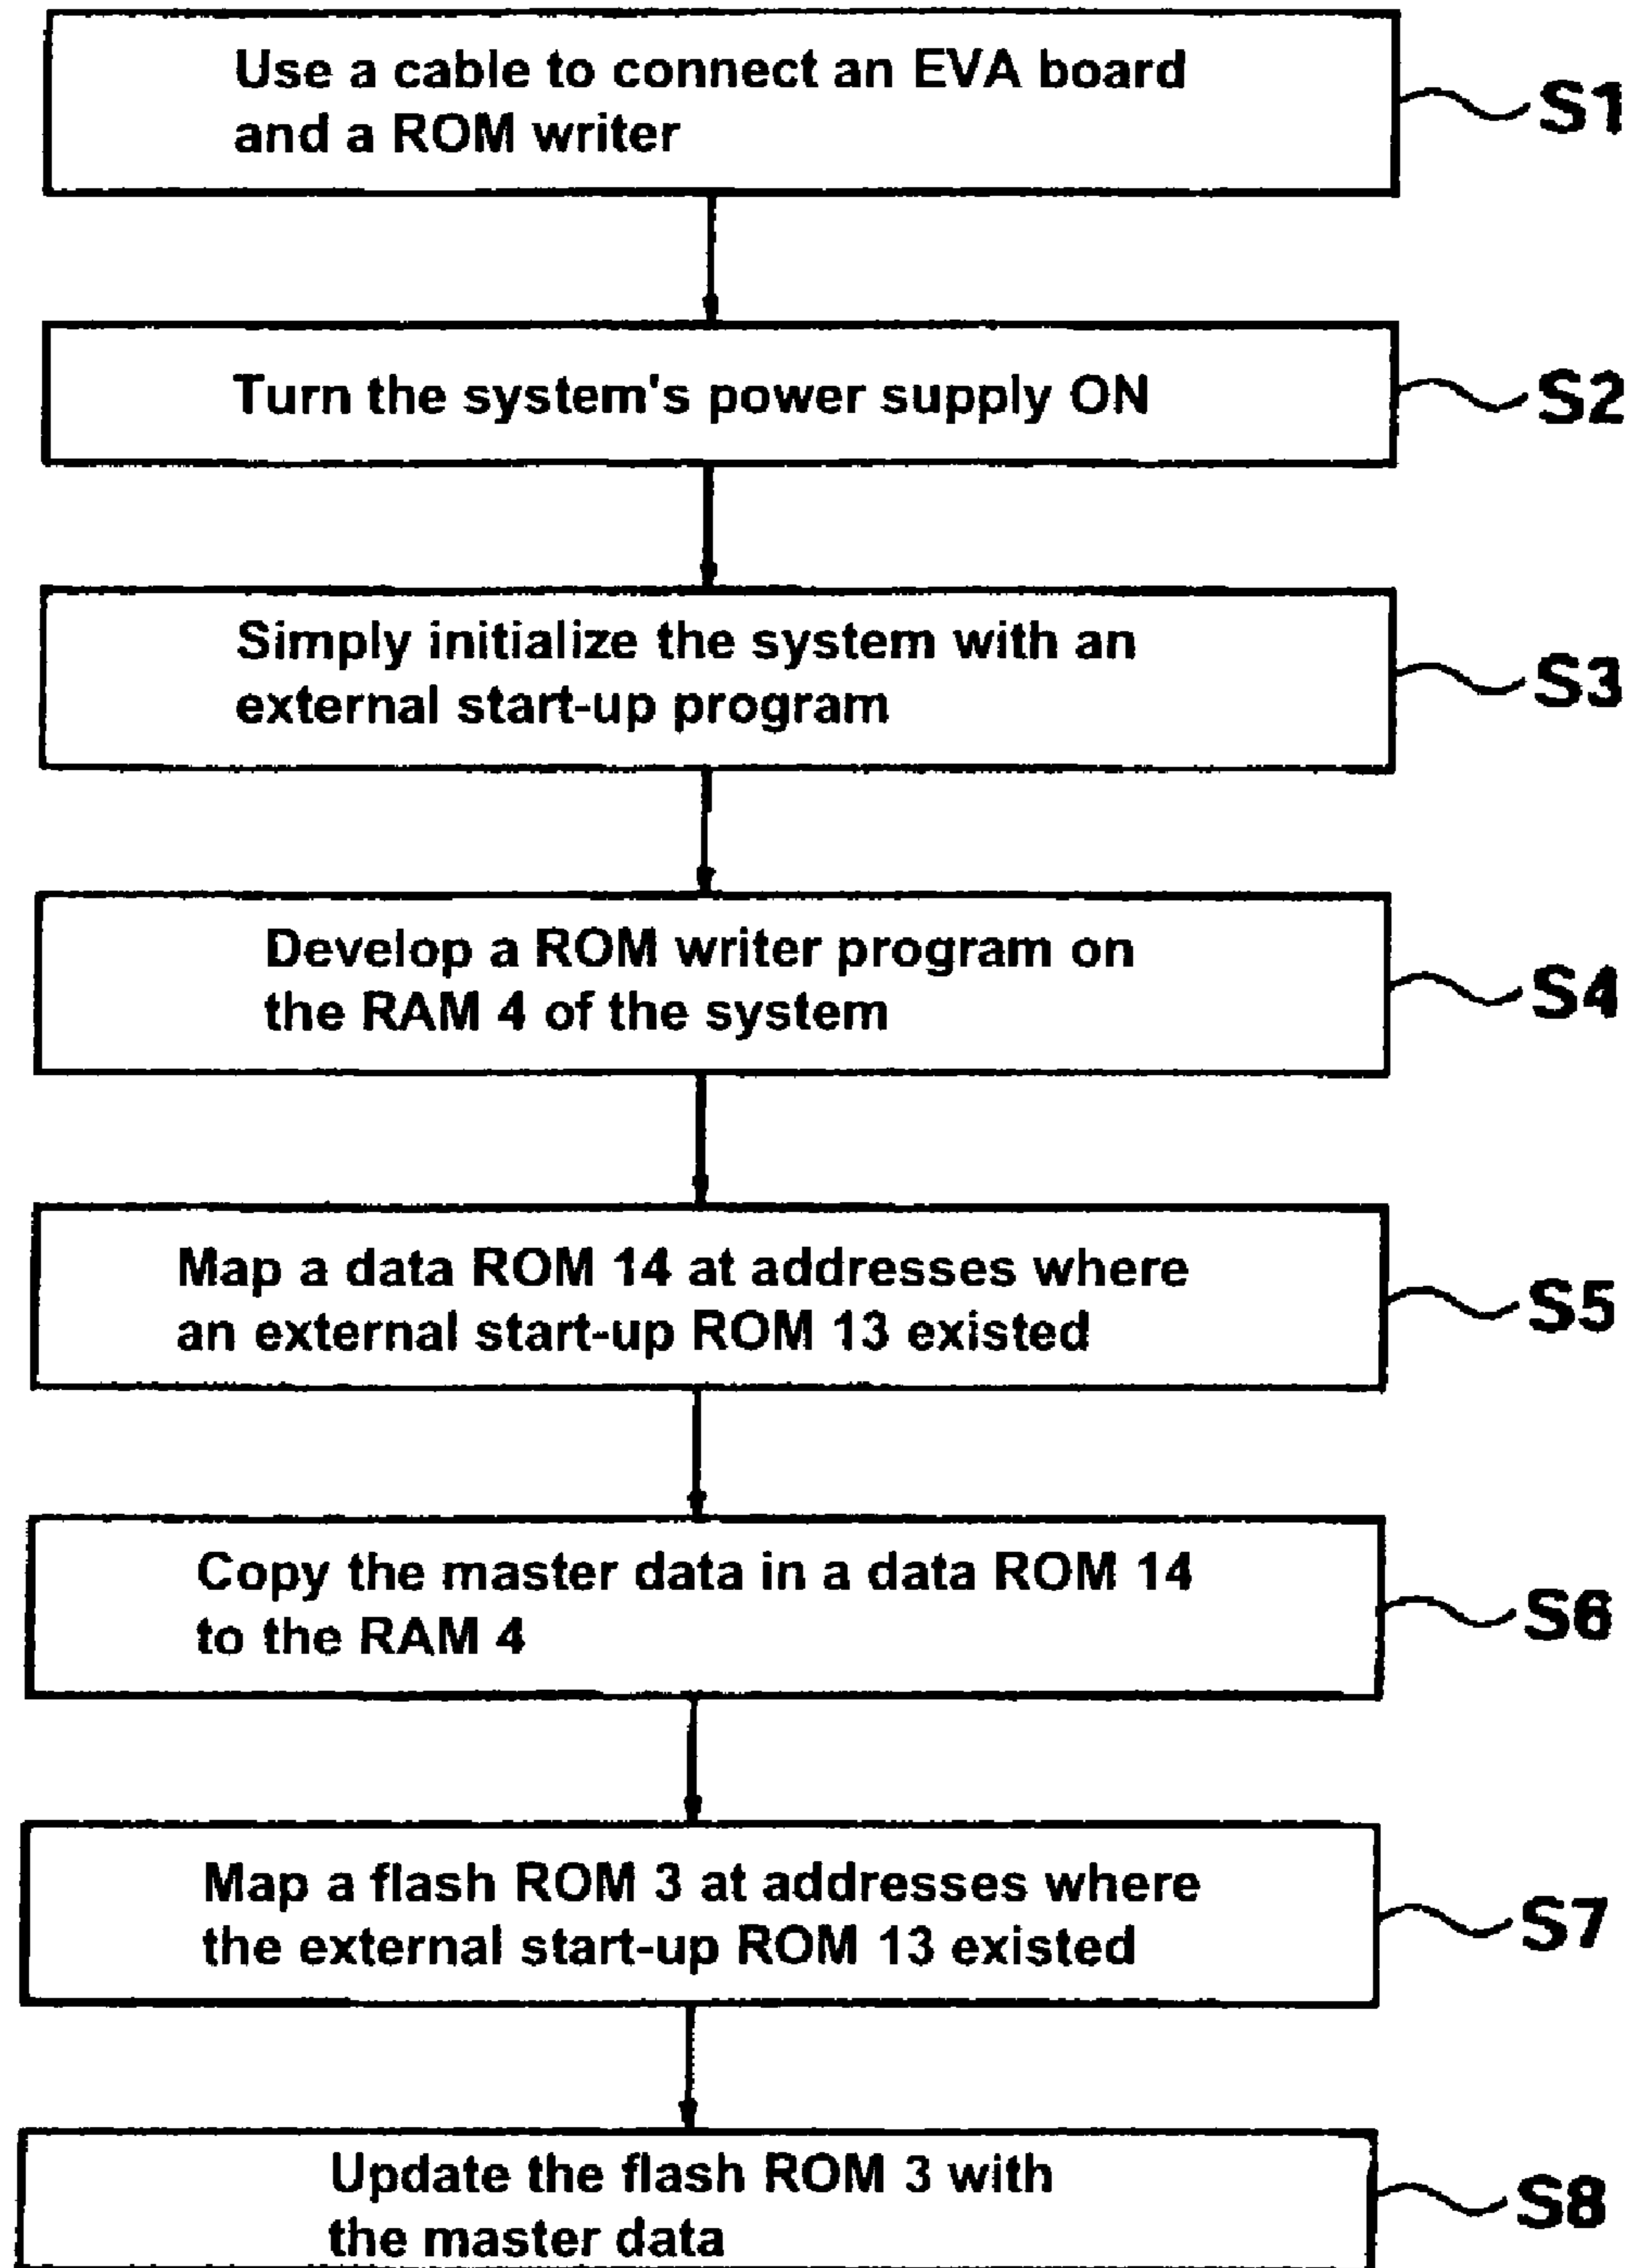 Use a cable to connect an EVA board
and a ROM writer
S1
Turn the system's power supply ON
S2
Simply initialize the system with an
external start-up program
S3
Develop a ROM writer program on
the RAM 4 of the system
S4
Map a data ROM 14 at addresses where
an external start-up ROM 13 existed
S5
Copy the master data in a data ROM 14
to the RAM 4
S6
Map a flash ROM 3 at addresses where
the external start-up ROM 13 existed
S7
Update the flash ROM 3 with
the master data
S8